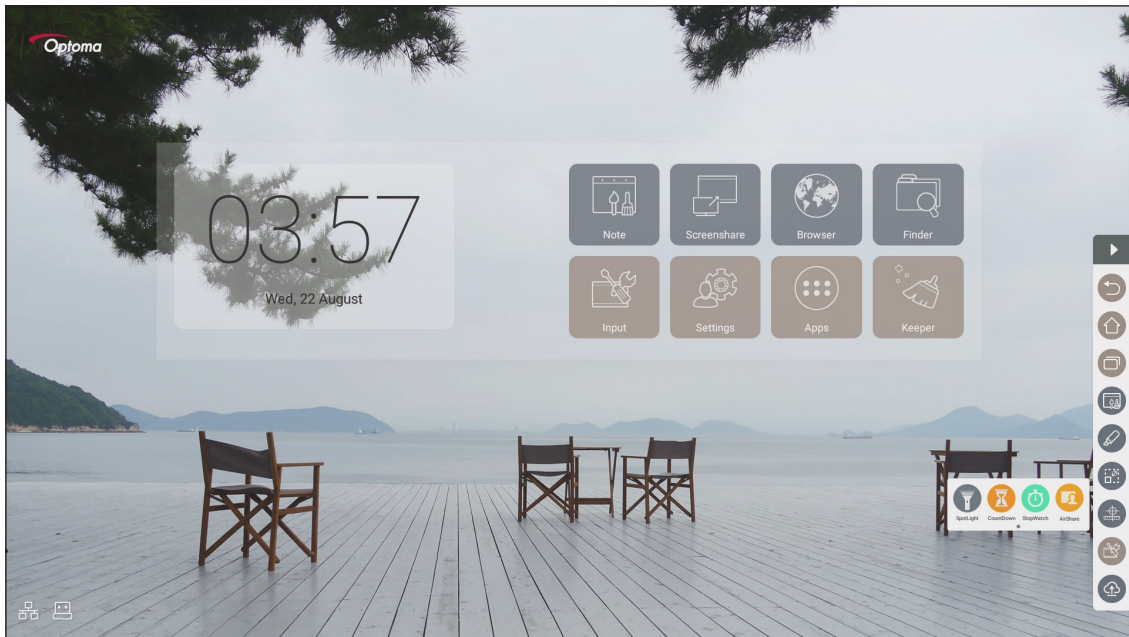 Optoma
03:57
Wed, 22 August
Note
Screenshare
Browser
Finder
Input
Settings
Apps
Keeper
SpotLight
CountDown
StopWatch
AirShare